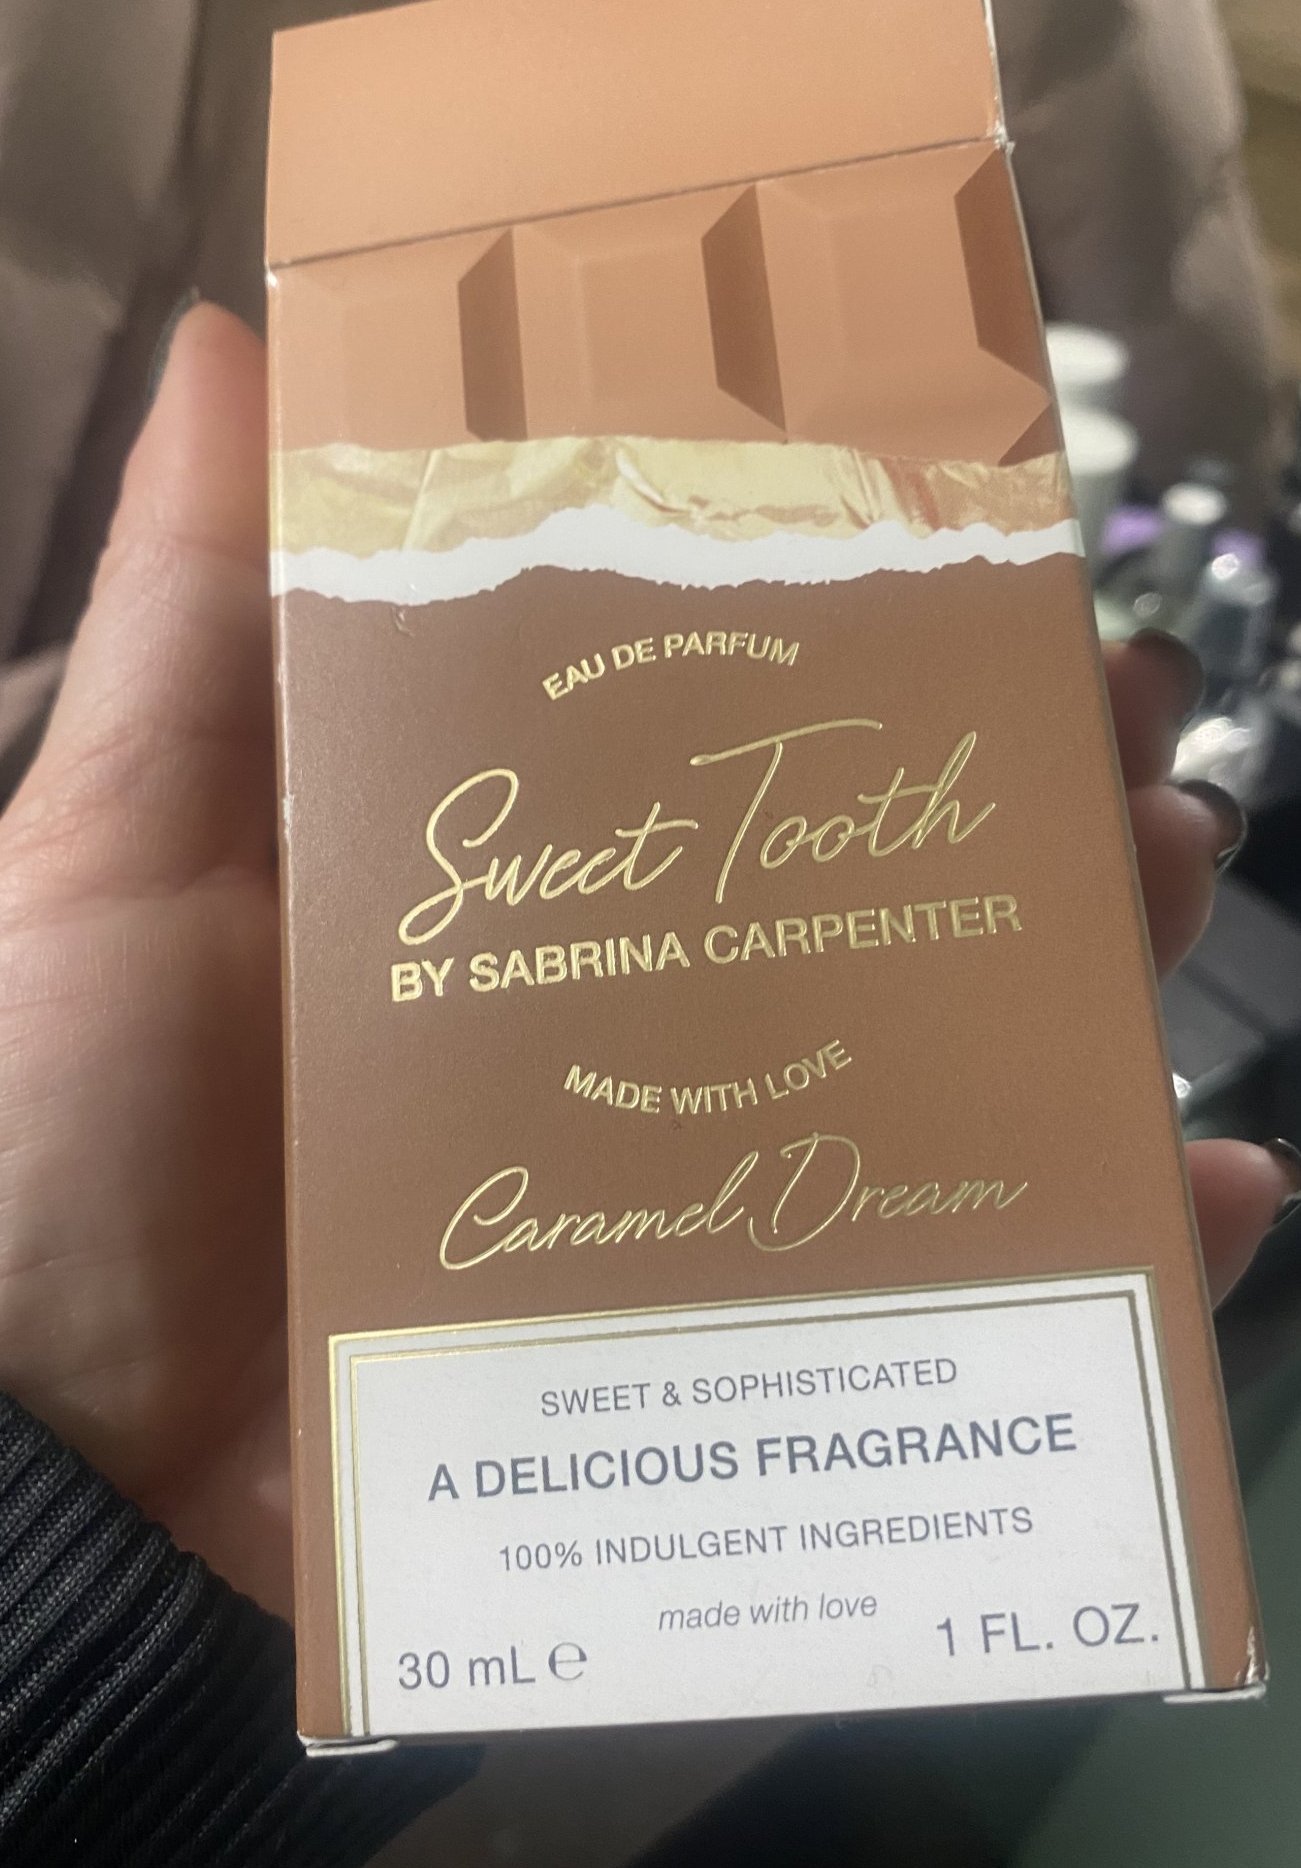 EAU DE PARFUM
Sweet Tooth
BY SABRINA CARPENTER
MADE WITH LOVE
Caramel Dream
SWEET & SOPHISTICATED
A DELICIOUS FRAGRANCE
100% INDULGENT INGREDIENTS
made with love
30 mL ℮ 1 FL. OZ.